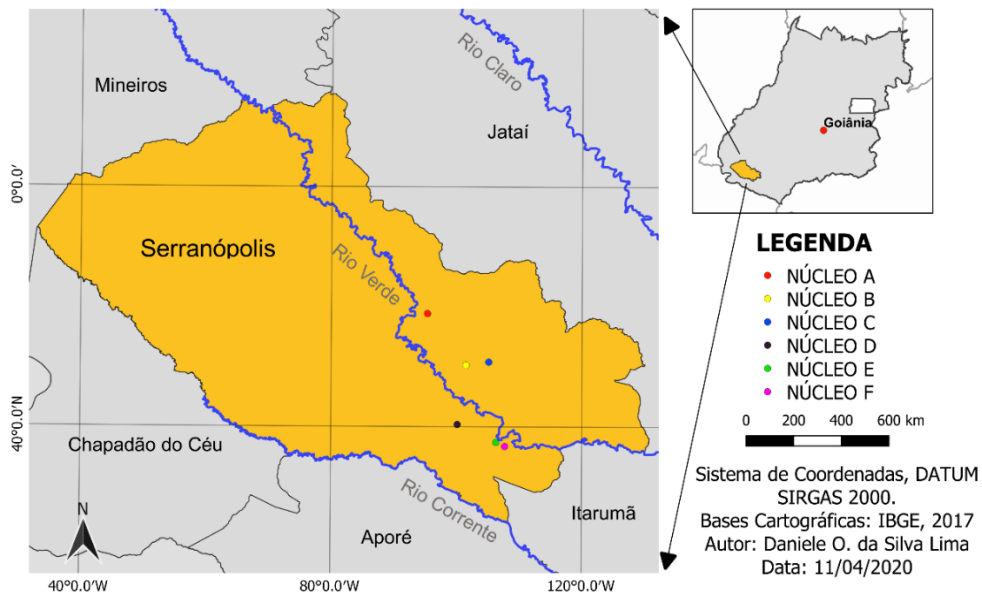 Mineiros
Rio Claro
Jataí
Serranópolis
Rio Verde
Chapadão do Céu
Rio Corrente
Aporé
Itarumã
N
0°0.0'
40°0.0'N
40°0.0'W
80°0.0'W
120°0.0'W
Goiânia
LEGENDA
NÚCLEO A
NÚCLEO B
NÚCLEO C
NÚCLEO D
NÚCLEO E
NÚCLEO F
0 200 400 600 km
Sistema de Coordenadas, DATUM
SIRGAS 2000.
Bases Cartográficas: IBGE, 2017
Autor: Daniele O. da Silva Lima
Data: 11/04/2020